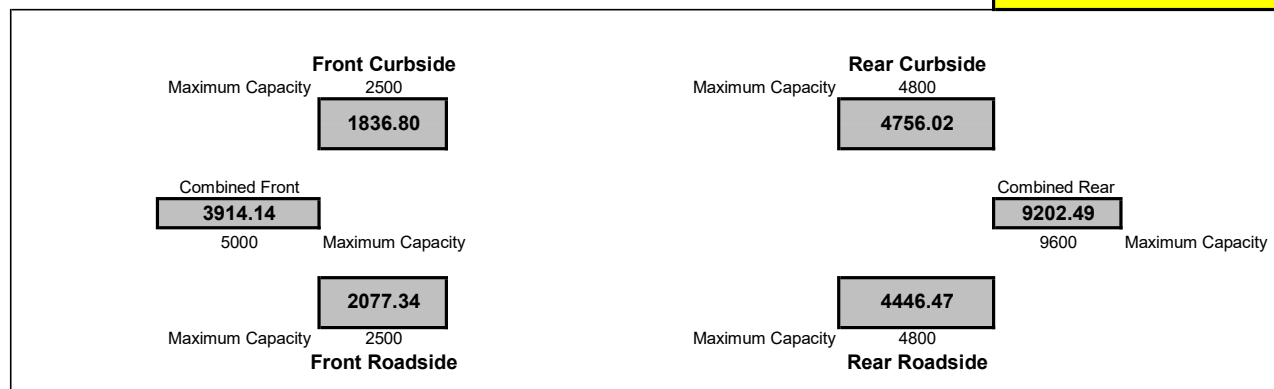 Front Curbside Rear Curbside
Maximum Capacity 2500 Maximum Capacity 4800
1836.80 4756.02
Combined Front Combined Rear
3914.14 9202.49
5000 Maximum Capacity 9600 Maximum Capacity
2077.34 4446.47
Maximum Capacity 2500 Maximum Capacity 4800
Front Roadside Rear Roadside